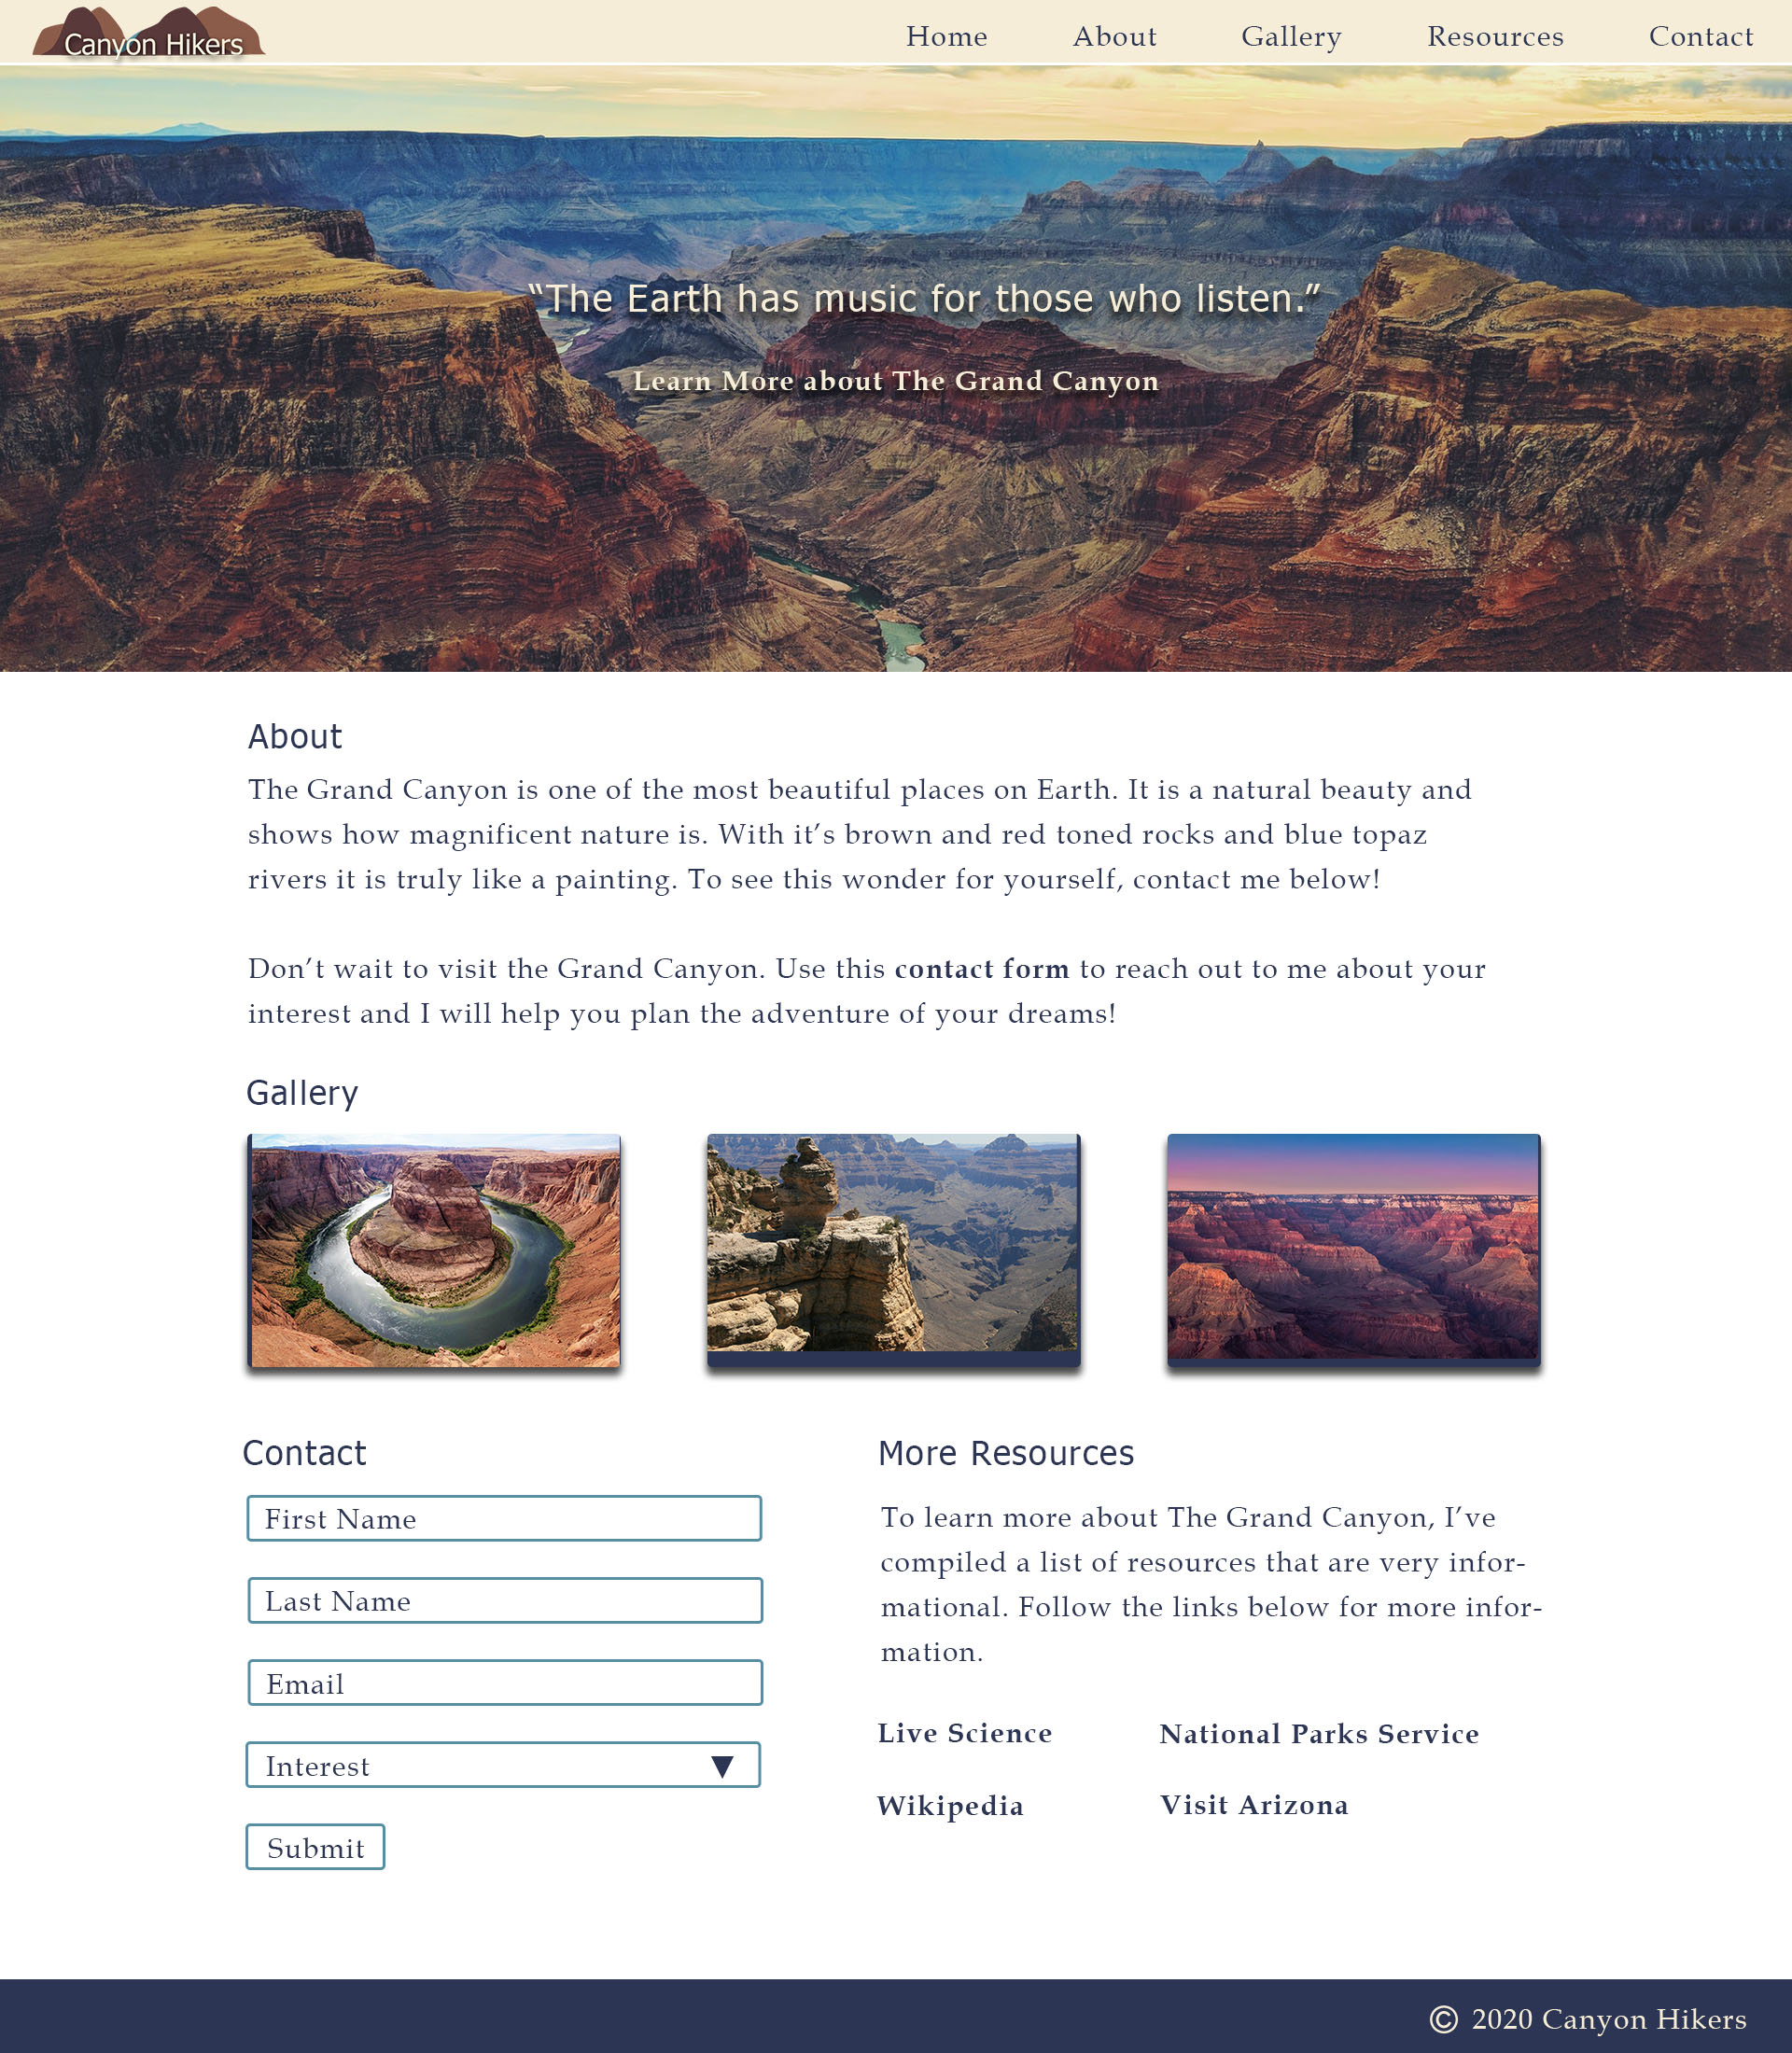 Canyon Hikers
Home About Gallery Resources Contact
“The Earth has music for those who listen.”
Learn More about The Grand Canyon
About
The Grand Canyon is one of the most beautiful places on Earth. It is a natural beauty and
shows how magnificent nature is. With it’s brown and red toned rocks and blue topaz
rivers it is truly like a painting. To see this wonder for yourself, contact me below!
Don’t wait to visit the Grand Canyon. Use this contact form to reach out to me about your
interest and I will help you plan the adventure of your dreams!
Gallery
Contact
First Name
Last Name
Email
Interest ▼
Submit
More Resources
To learn more about The Grand Canyon, I’ve
compiled a list of resources that are very infor-
mational. Follow the links below for more infor-
mation.
Live Science National Parks Service
Wikipedia Visit Arizona
© 2020 Canyon Hikers